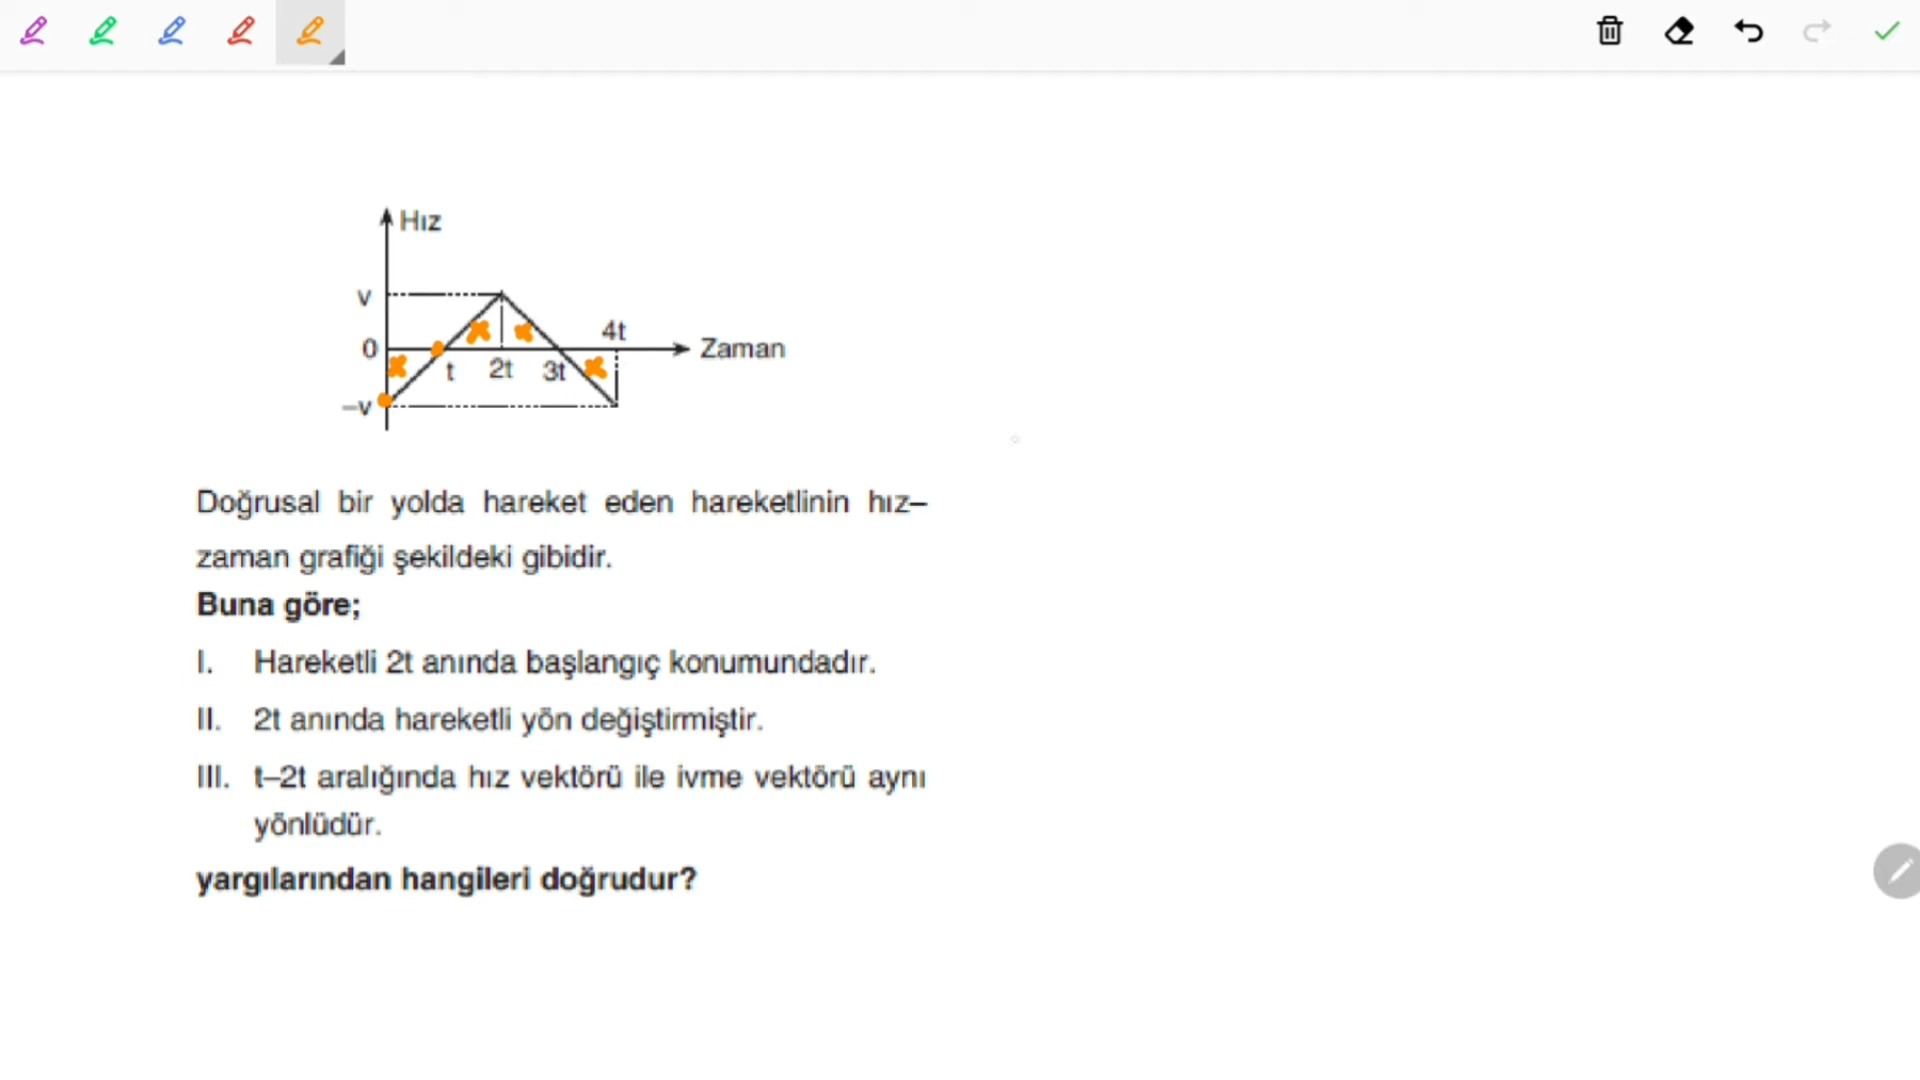 Hız
v
4t
0
Zaman
t
2t
3t
–v
Doğrusal bir yolda hareket eden hareketlinin hız–
zaman grafiği şekildeki gibidir.
Buna göre;
I. Hareketli 2t anında başlangıç konumundadır.
II. 2t anında hareketli yön değiştirmiştir.
III. t–2t aralığında hız vektörü ile ivme vektörü aynı
yönlüdür.
yargılarından hangileri doğrudur?